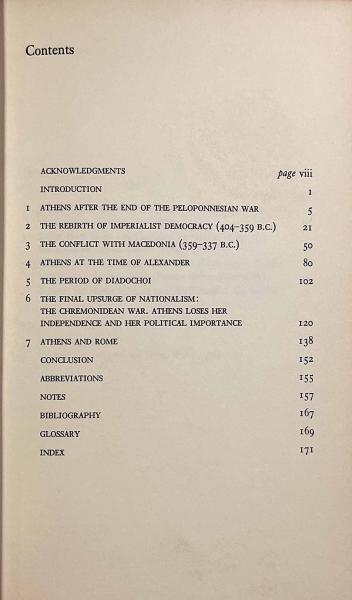 Contents
ACKNOWLEDGMENTS page viii
INTRODUCTION 1
1 ATHENS AFTER THE END OF THE PELOPONNESIAN WAR 5
2 THE REBIRTH OF IMPERIALIST DEMOCRACY (404–359 B.C.) 21
3 THE CONFLICT WITH MACEDONIA (359–337 B.C.) 50
4 ATHENS AT THE TIME OF ALEXANDER 80
5 THE PERIOD OF DIADOCHOI 102
6 THE FINAL UPSURGE OF NATIONALISM:
THE CHREMONIDEAN WAR. ATHENS LOSES HER
INDEPENDENCE AND HER POLITICAL IMPORTANCE 120
7 ATHENS AND ROME 138
CONCLUSION 152
ABBREVIATIONS 155
NOTES 157
BIBLIOGRAPHY 167
GLOSSARY 169
INDEX 171